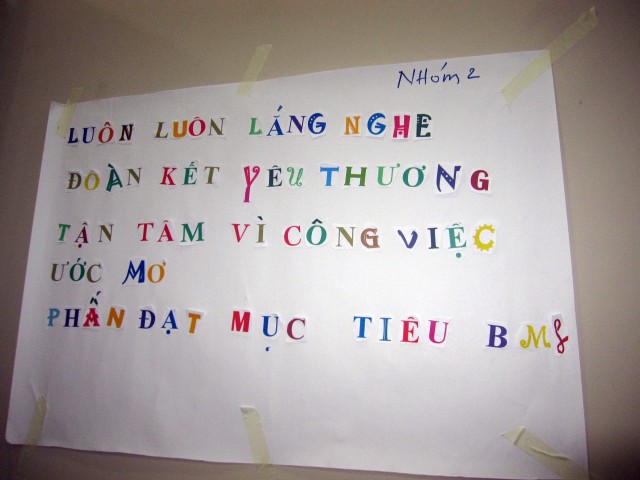 Nhóm 2
LUÔN LUÔN LẮNG NGHE
ĐOÀN KẾT YÊU THƯƠNG
TẬN TÂM VÌ CÔNG VIỆC
ƯỚC MƠ
PHẤN ĐẠT MỤC TIÊU BMS